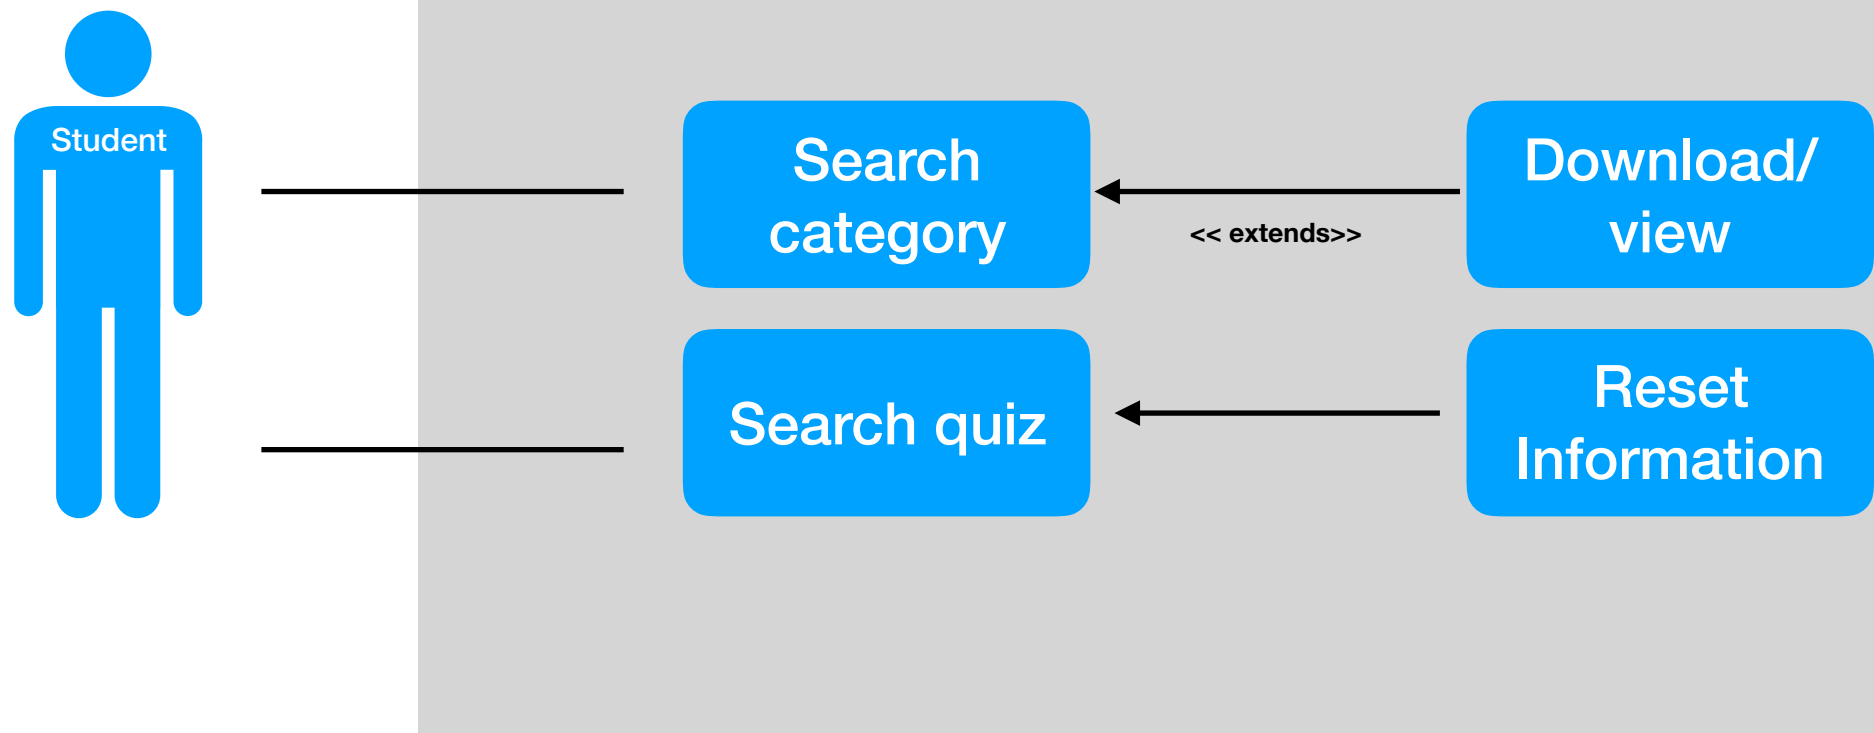 Student
Search
category
<< extends>>
Download/
view
Search quiz
Reset
Information